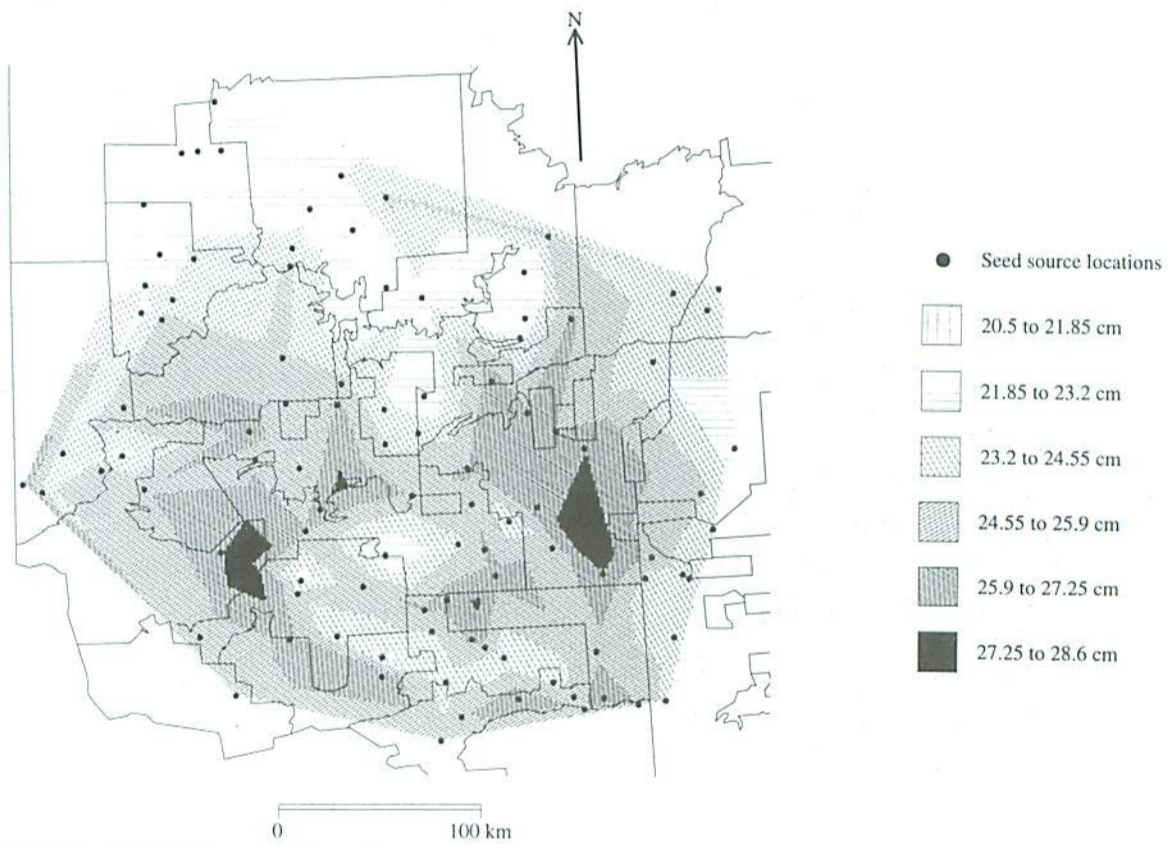 N
Seed source locations
20.5 to 21.85 cm
21.85 to 23.2 cm
23.2 to 24.55 cm
24.55 to 25.9 cm
25.9 to 27.25 cm
27.25 to 28.6 cm
0 100 km